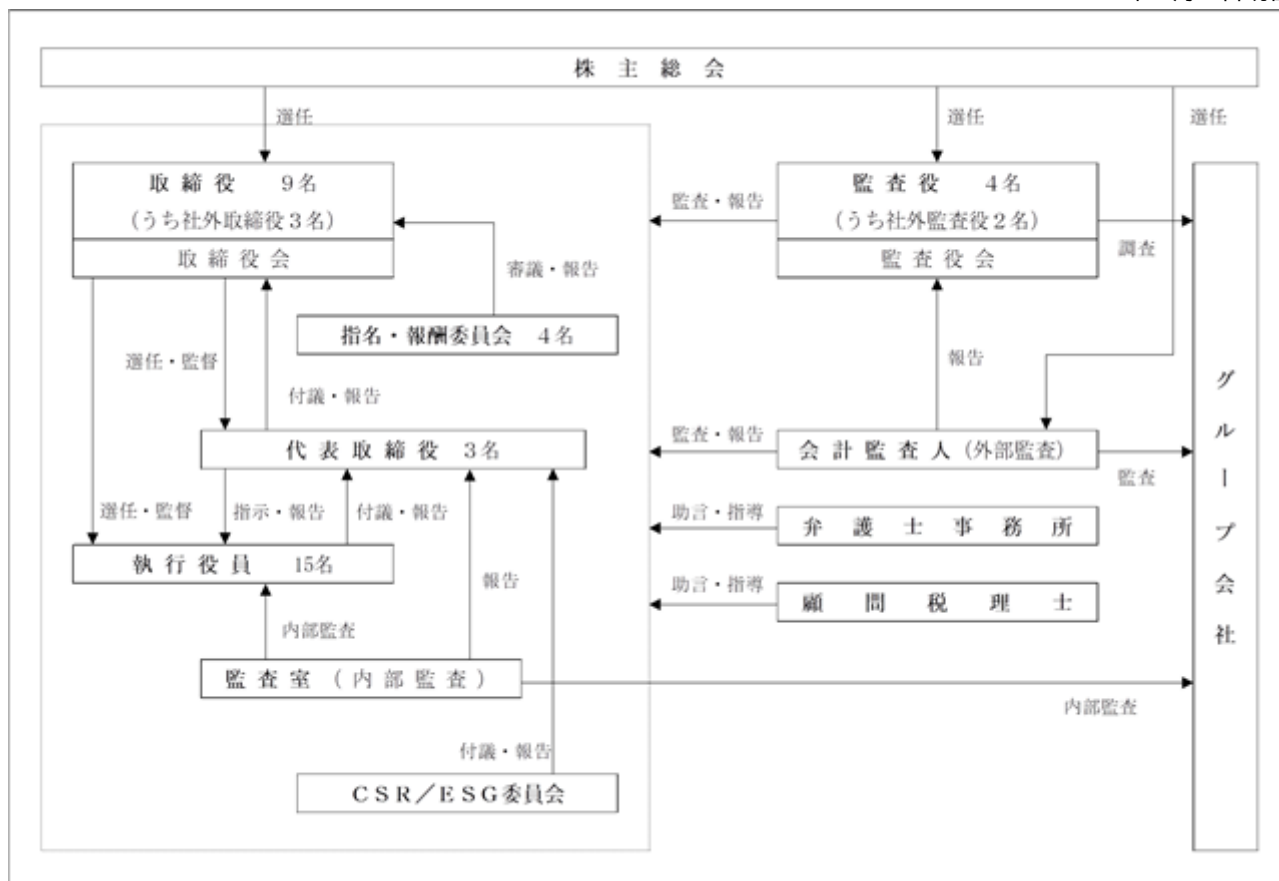 株主総会
選任
選任
選任
取締役 9名
(うち社外取締役3名)
取締役会
監査・報告
監査役 4名
(うち社外監査役2名)
監査役会
調査
審議・報告
指名・報酬委員会 4名
選任・監督
付議・報告
報告
代表取締役 3名
監査・報告
会計監査人(外部監査)
監査
選任・監督
指示・報告
付議・報告
助言・指導
弁護士事務所
執行役員 15名
報告
助言・指導
顧問税理士
内部監査
監査室(内部監査)
内部監査
付議・報告
CSR/ESG委員会
グループ会社